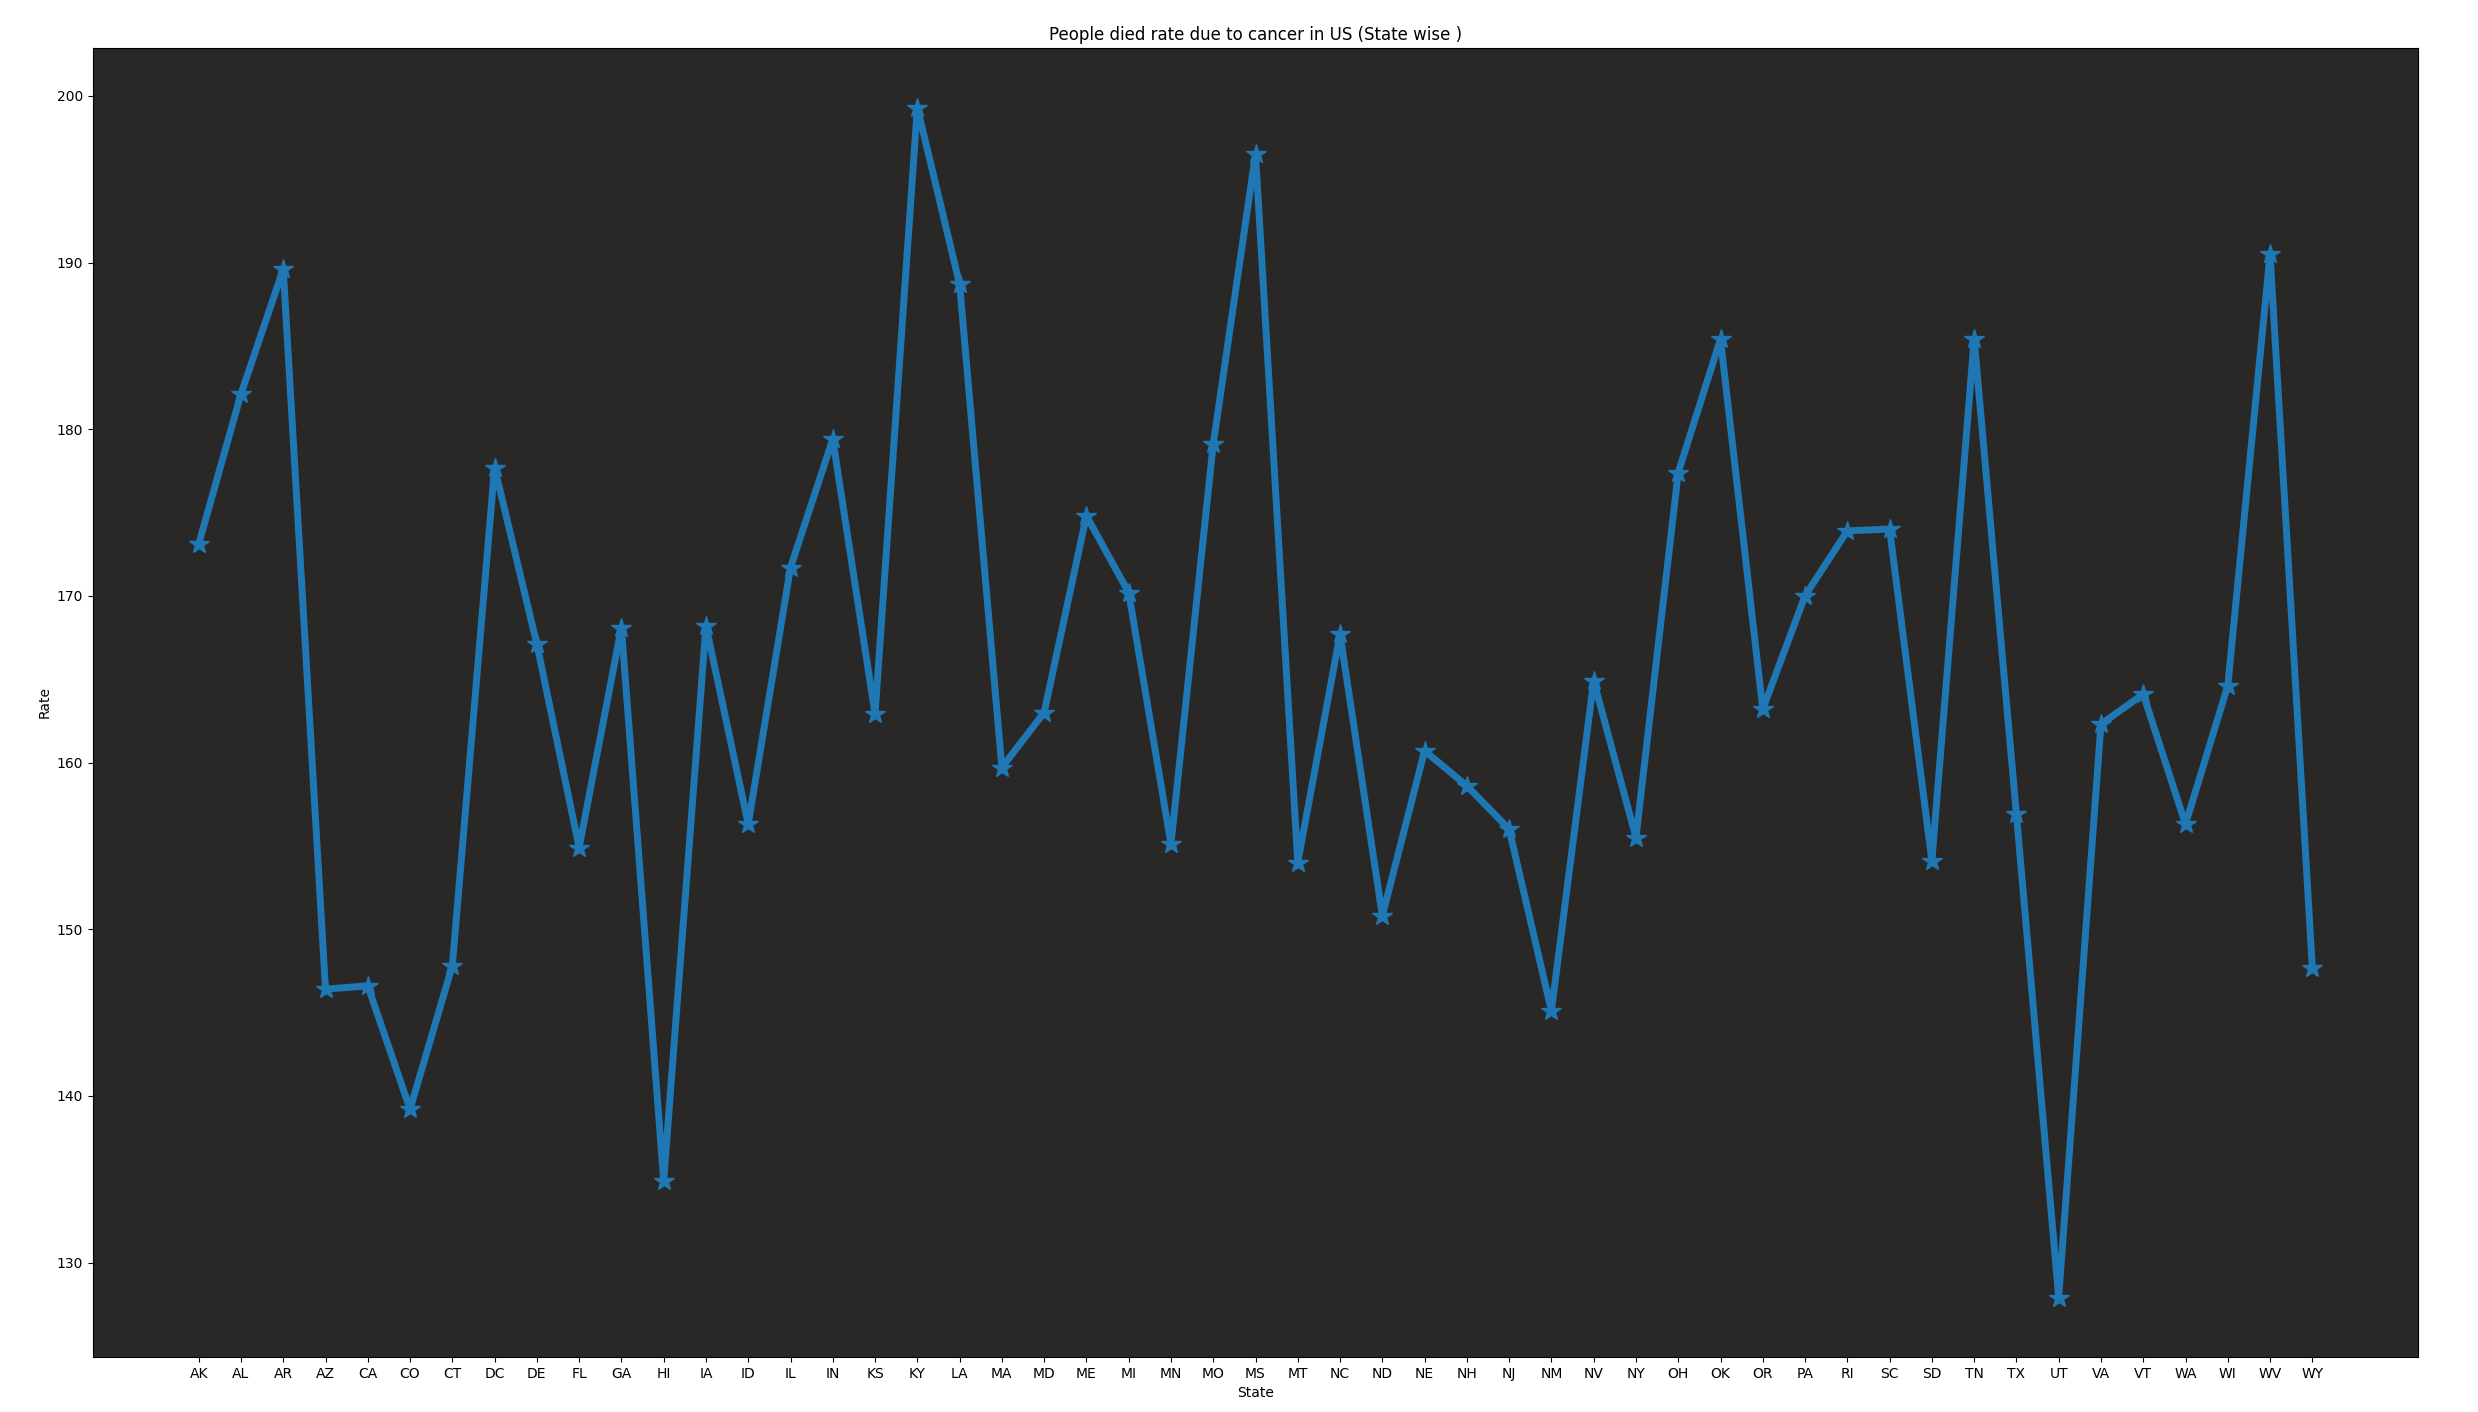 People died rate due to cancer in US (State wise )
200
190
180
170
160
150
140
130
Rate
AK AL AR AZ CA CO CT DC DE FL GA HI IA ID IL IN KS KY LA MA MD ME MI MN MO MS MT NC ND NE NH NJ NM NV NY OH OK OR PA RI SC SD TN TX UT VA VT WA WI WV WY
State